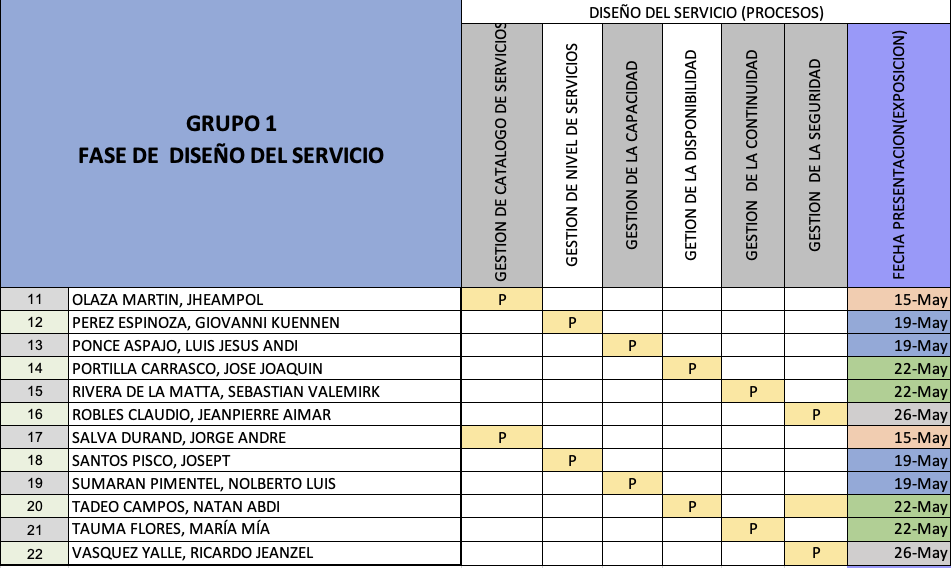 DISEÑO DEL SERVICIO (PROCESOS)
GRUPO 1
FASE DE DISEÑO DEL SERVICIO
GESTION DE CATALOGO DE SERVICIOS
GESTION DE NIVEL DE SERVICIOS
GESTION DE LA CAPACIDAD
GETION DE LA DISPONIBILIDAD
GESTION DE LA CONTINUIDAD
GESTION DE LA SEGURIDAD
FECHA PRESENTACION(EXPOSICION)
11 OLAZA MARTIN, JHEAMPOL P 15-May
12 PEREZ ESPINOZA, GIOVANNI KUENNEN P 19-May
13 PONCE ASPAJO, LUIS JESUS ANDI P 19-May
14 PORTILLA CARRASCO, JOSE JOAQUIN P 22-May
15 RIVERA DE LA MATTA, SEBASTIAN VALEMIRK P 22-May
16 ROBLES CLAUDIO, JEANPIERRE AIMAR P 26-May
17 SALVA DURAND, JORGE ANDRE P 15-May
18 SANTOS PISCO, JOSEPT P 19-May
19 SUMARAN PIMENTEL, NOLBERTO LUIS P 19-May
20 TADEO CAMPOS, NATAN ABDI P 22-May
21 TAUMA FLORES, MARÍA MÍA P 22-May
22 VASQUEZ YALLE, RICARDO JEANZEL P 26-May